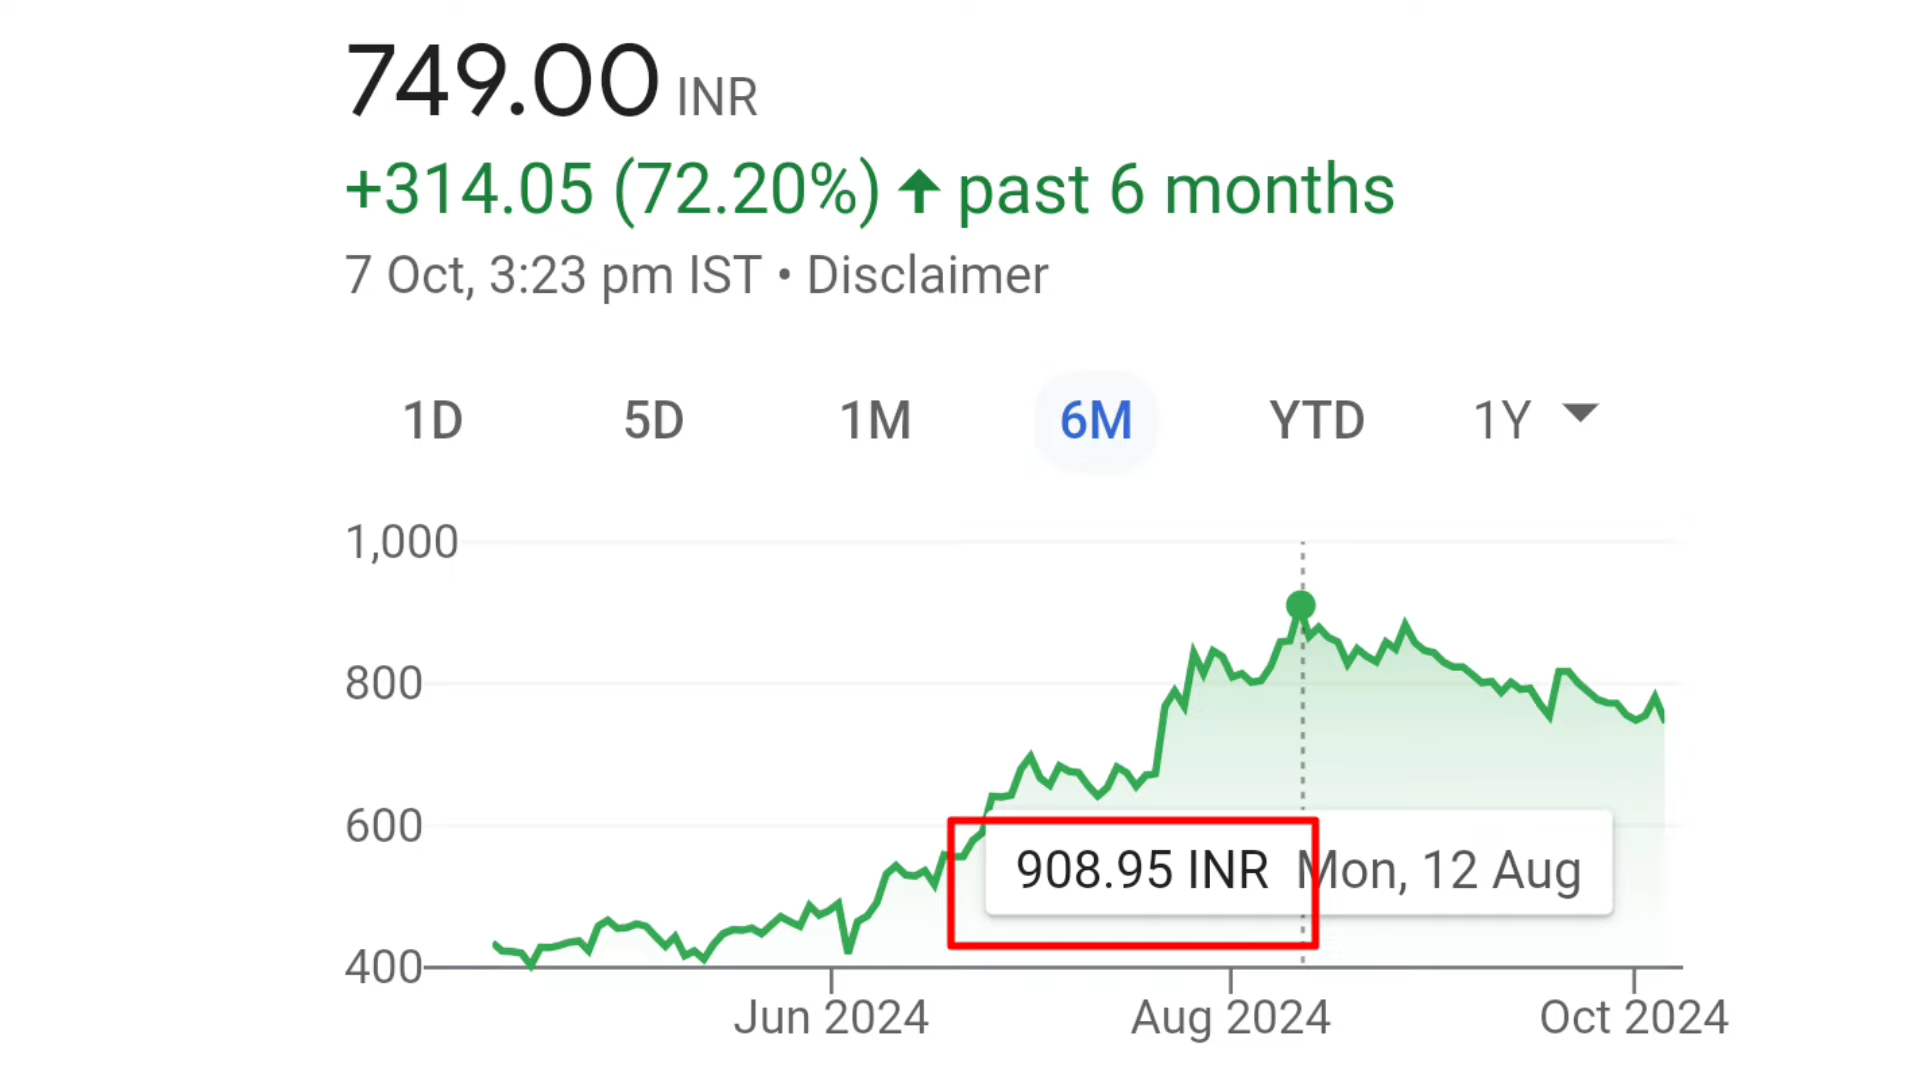 749.00 INR
+314.05 (72.20%) ↑ past 6 months
7 Oct, 3:23 pm IST • Disclaimer
1D 5D 1M 6M YTD 1Y
1,000
800
600
908.95 INR Mon, 12 Aug
400
Jun 2024 Aug 2024 Oct 2024